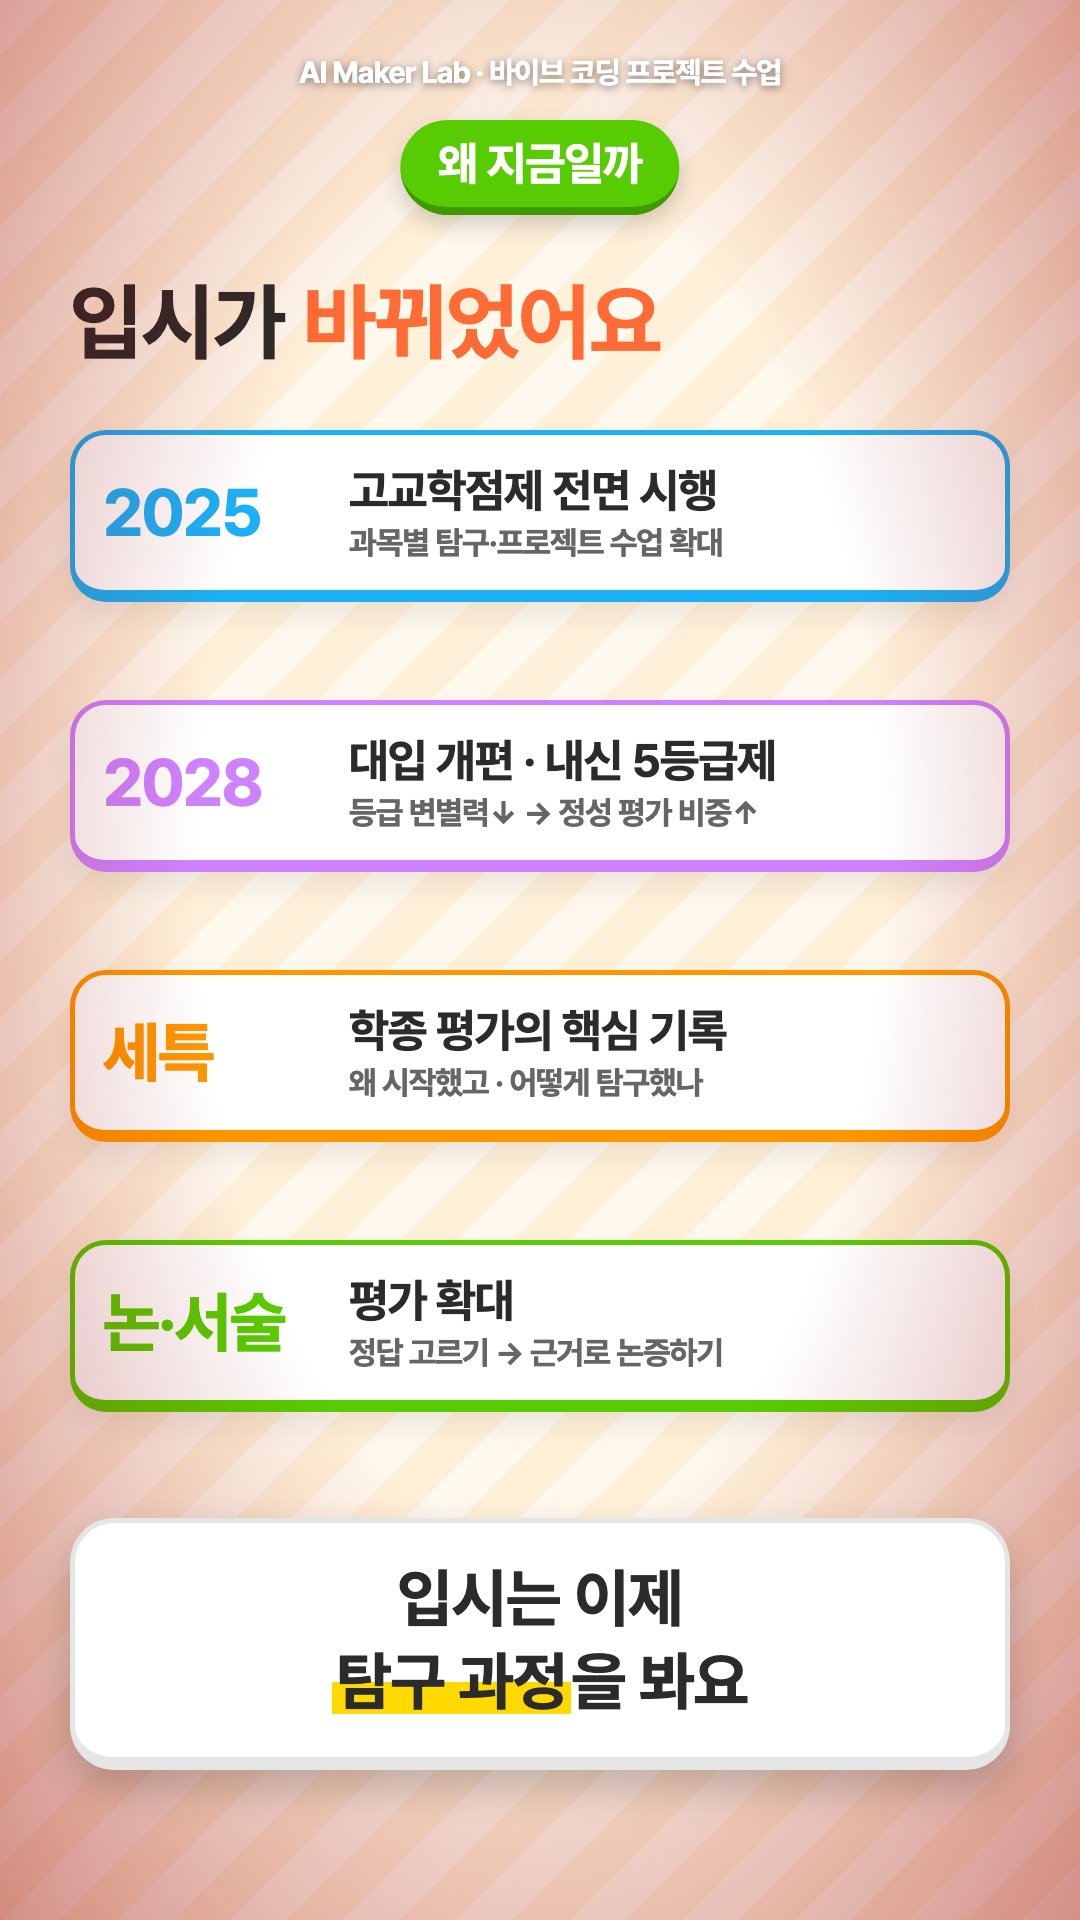 AI Maker Lab · 바이브 코딩 프로젝트 수업
왜 지금일까
입시가 바뀌었어요
2025
고교학점제 전면 시행
과목별 탐구·프로젝트 수업 확대
2028
대입 개편 · 내신 5등급제
등급 변별력↓ → 정성 평가 비중↑
세특
학종 평가의 핵심 기록
왜 시작했고 · 어떻게 탐구했나
논·서술
평가 확대
정답 고르기 → 근거로 논증하기
입시는 이제
탐구 과정을 봐요